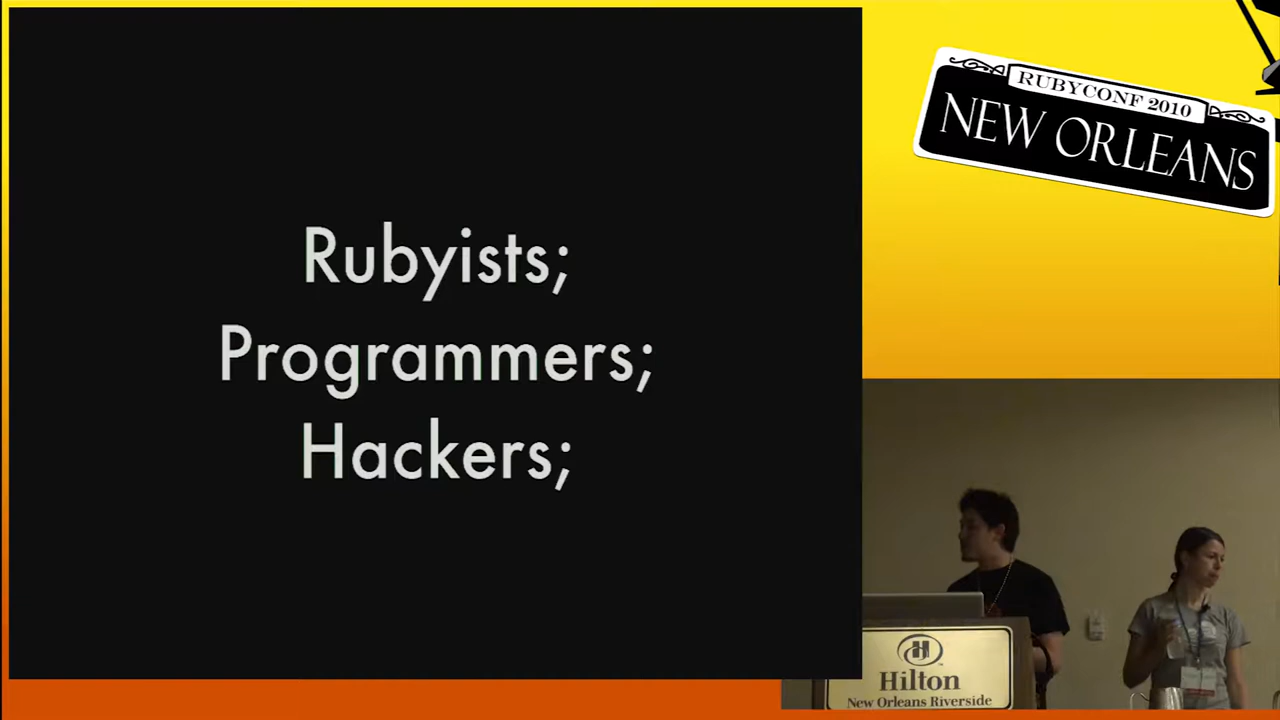 Rubyists;
Programmers;
Hackers;
RUBYCONF 2010
NEW ORLEANS
Hilton
New Orleans Riverside